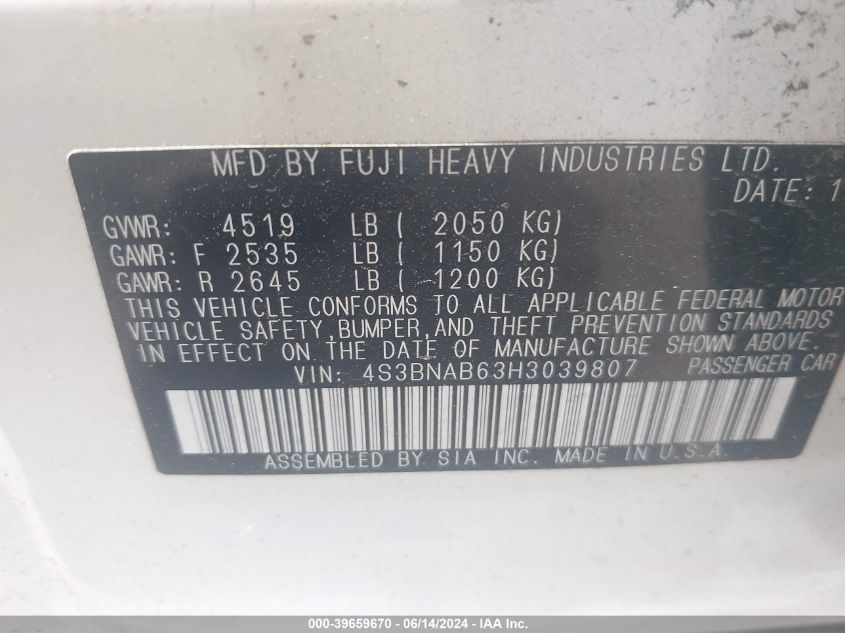 MFD BY FUJI HEAVY INDUSTRIES LTD.
DATE: 1
GVWR: 4519 LB ( 2050 KG)
GAWR: F 2535 LB ( 1150 KG)
GAWR: R 2645 LB ( 1200 KG)
THIS VEHICLE CONFORMS TO ALL APPLICABLE FEDERAL MOTOR
VEHICLE SAFETY, BUMPER, AND THEFT PREVENTION STANDARDS
IN EFFECT ON THE DATE OF MANUFACTURE SHOWN ABOVE.
VIN: 4S3BNAB63H3039807 PASSENGER CAR
ASSEMBLED BY SIA INC. MADE IN U.S.A.
000-39659670 - 06/14/2024 - IAA Inc.